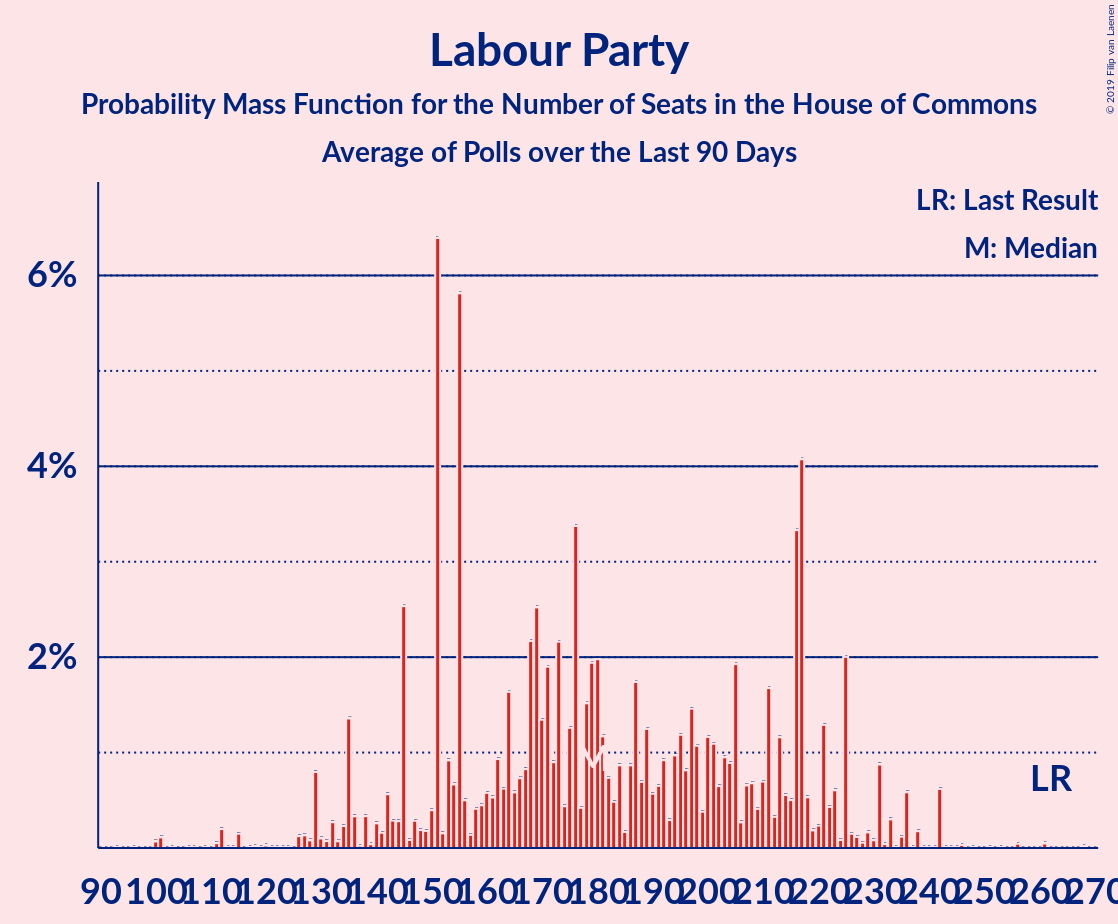 Labour Party
Probability Mass Function for the Number of Seats in the House of Commons
Average of Polls over the Last 90 Days
© 2019 Filip van Laenen
LR: Last Result
M: Median
6%
4%
2%
LR
90 100 110 120 130 140 150 160 170 180 190 200 210 220 230 240 250 260 270